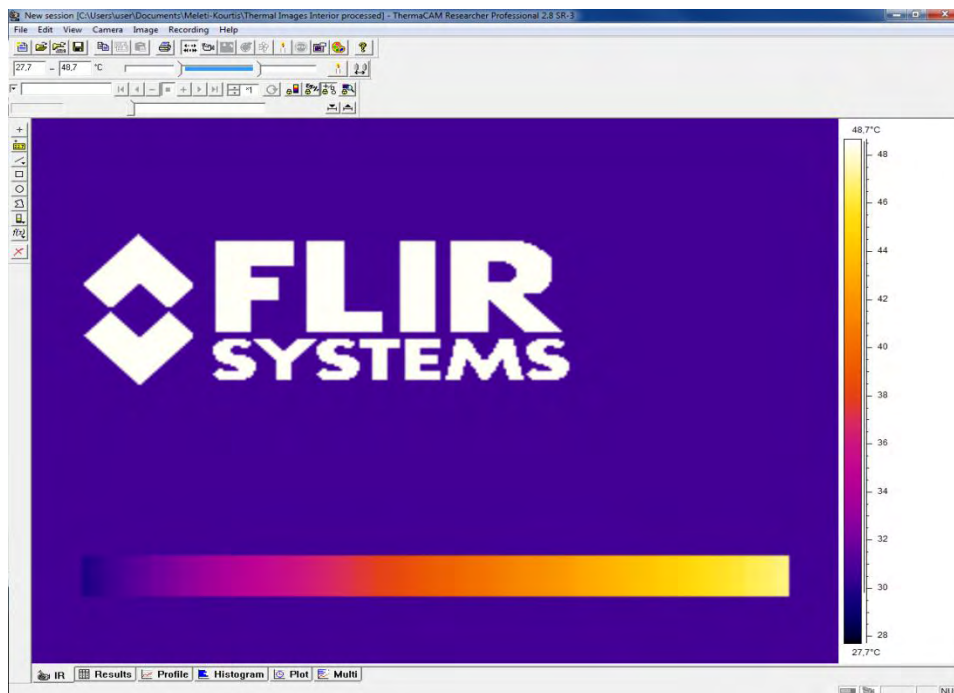 New session [C:\Users\user\Documents\Meleti-Kourtis\Thermal Images Interior processed] - ThermaCAM Researcher Professional 2.8 SR-3
File Edit View Camera Image Recording Help
27,7 - 48,7 °C
FLIR
SYSTEMS
48,7°C
48
46
44
42
40
38
36
34
32
30
28
27,7°C
IR Results Profile Histogram Plot Multi